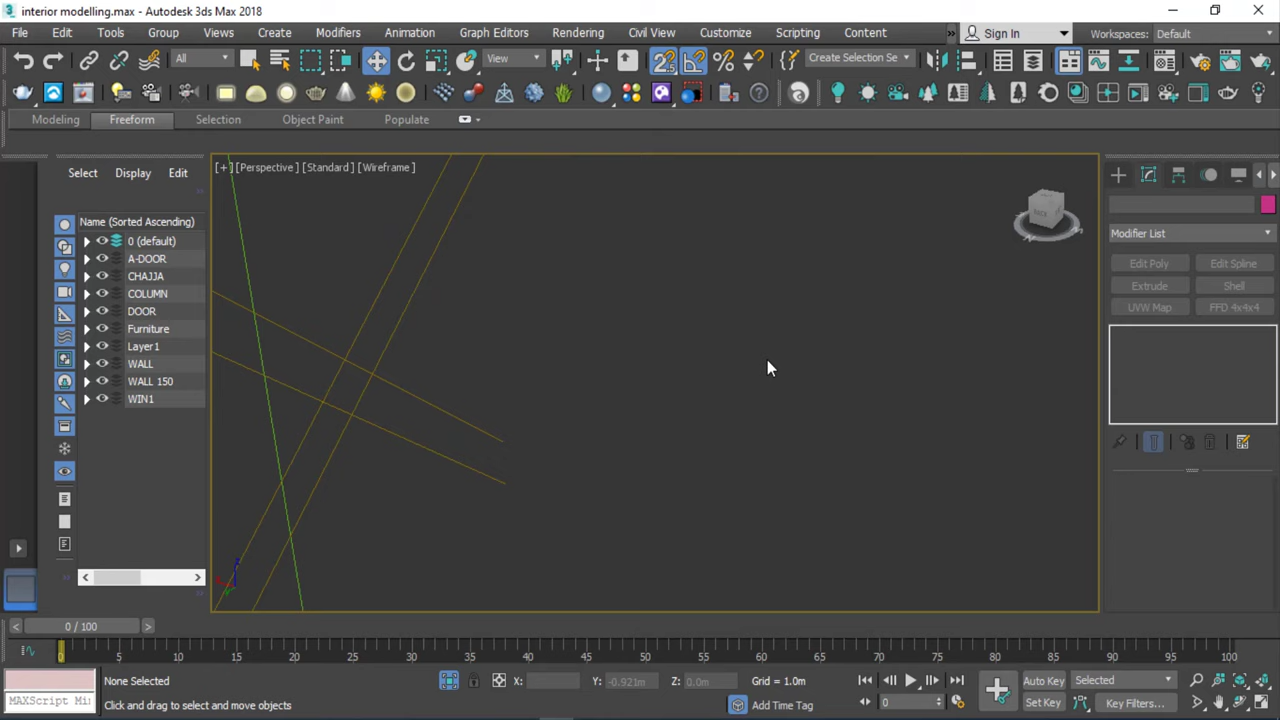 interior modelling.max - Autodesk 3ds Max 2018
File Edit Tools Group Views Create Modifiers Animation Graph Editors Rendering Civil View Customize Scripting Content » Sign In Workspaces: Default
All View Create Selection Se
Modeling Freeform Selection Object Paint Populate
Select Display Edit
[+] [Perspective ] [Standard ] [Wireframe ]
Name (Sorted Ascending)
0 (default)
A-DOOR
CHAJJA
COLUMN
DOOR
Furniture
Layer1
WALL
WALL 150
WIN1
Modifier List
Edit Poly Edit Spline
Extrude Shell
UVW Map FFD 4x4x4
0 / 100
0 5 10 15 20 25 30 35 40 45 50 55 60 65 70 75 80 85 90 95 100
None Selected X: Y: -0.921m Z: 0.0m Grid = 1.0m Auto Key Selected
MAXScript Mi Click and drag to select and move objects Add Time Tag 0 Set Key Key Filters...